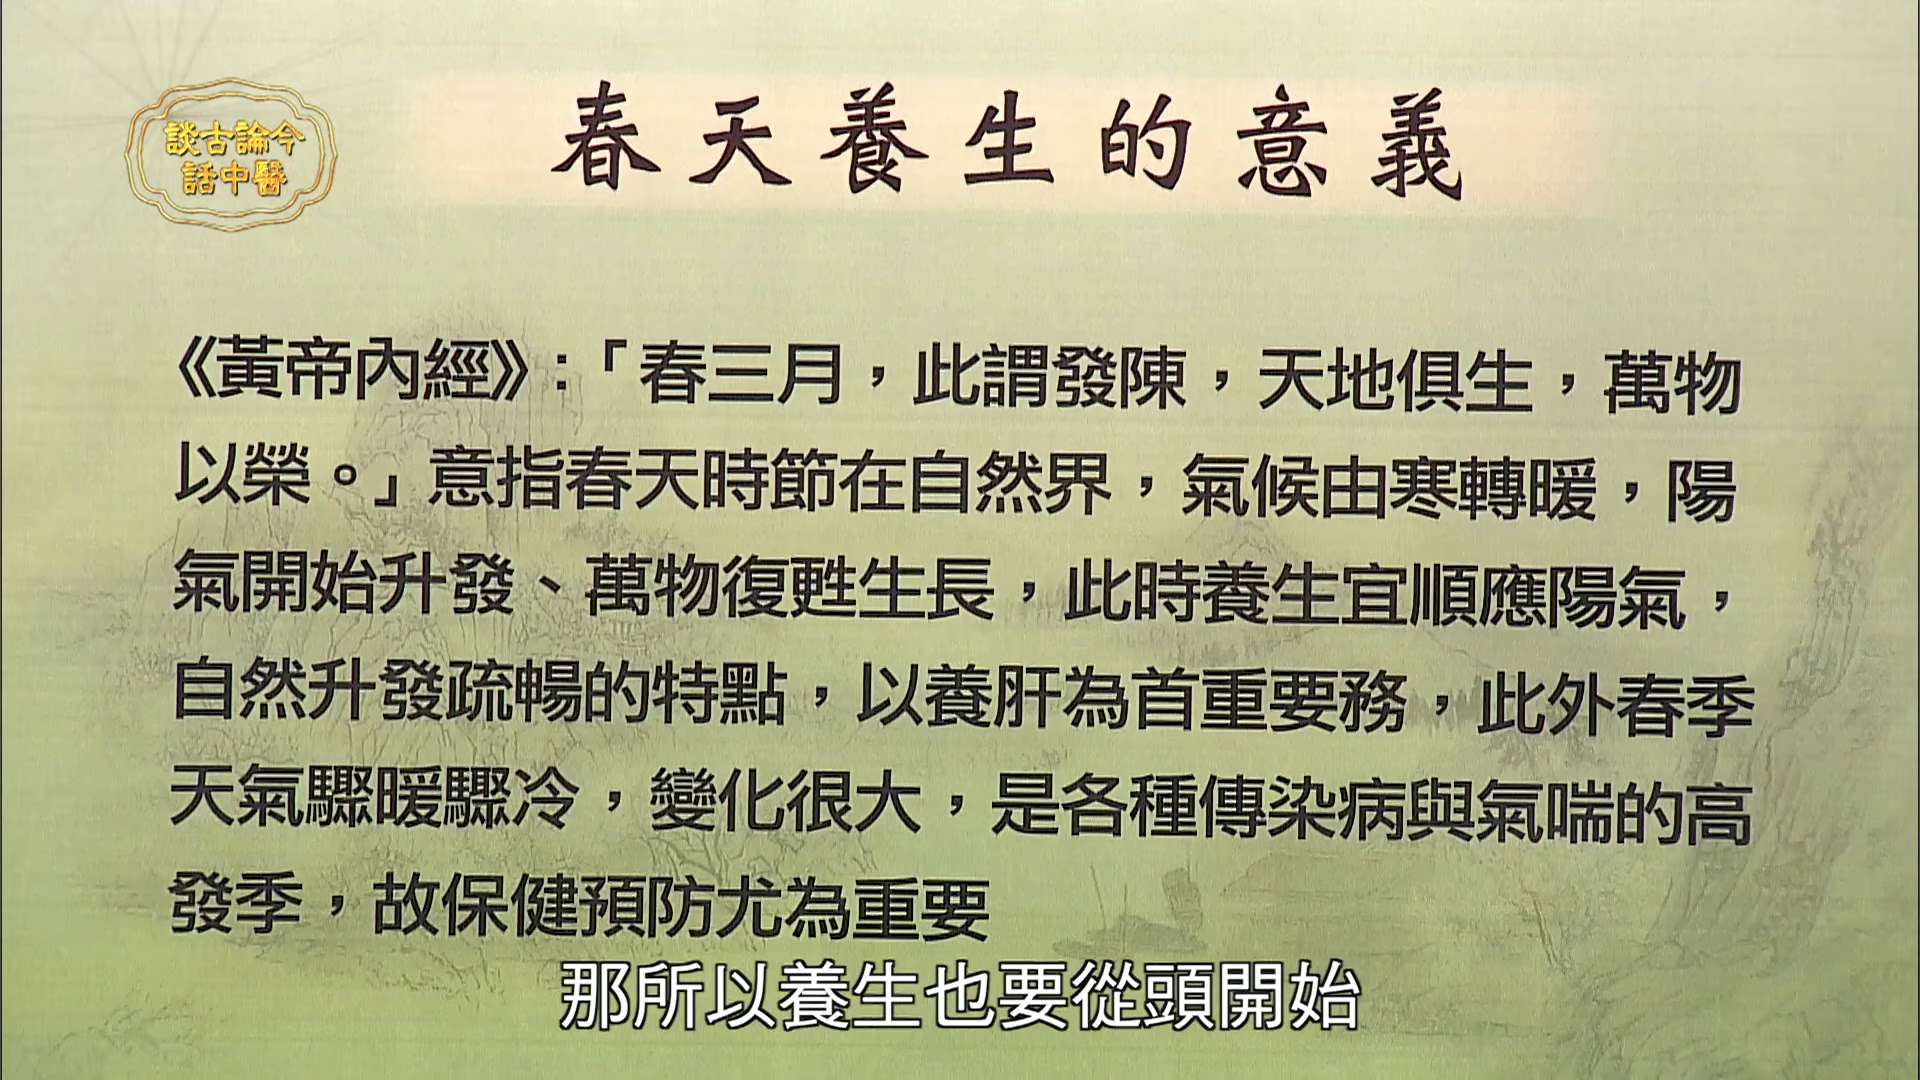 談古論今
話中醫
春天養生的意義
《黃帝內經》：「春三月，此謂發陳，天地俱生，萬物
以榮。」意指春天時節在自然界，氣候由寒轉暖，陽
氣開始升發、萬物復甦生長，此時養生宜順應陽氣，
自然升發疏暢的特點，以養肝為首重要務，此外春季
天氣驟暖驟冷，變化很大，是各種傳染病與氣喘的高
發季，故保健預防尤為重要
那所以養生也要從頭開始